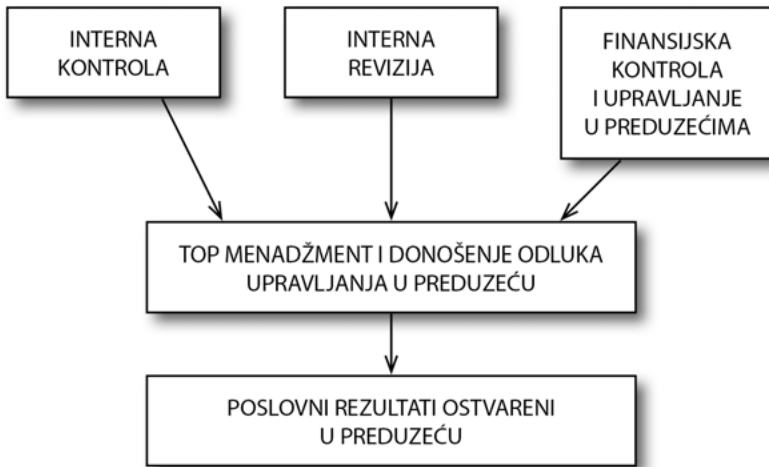 INTERNA
KONTROLA
INTERNA
REVIZIJA
FINANSIJSKA
KONTROLA
I UPRAVLJANJE
U PREDUZEĆIMA
TOP MENADŽMENT I DONOŠENJE ODLUKA
UPRAVLJANJA U PREDUZEĆU
POSLOVNI REZULTATI OSTVARENI
U PREDUZEĆU